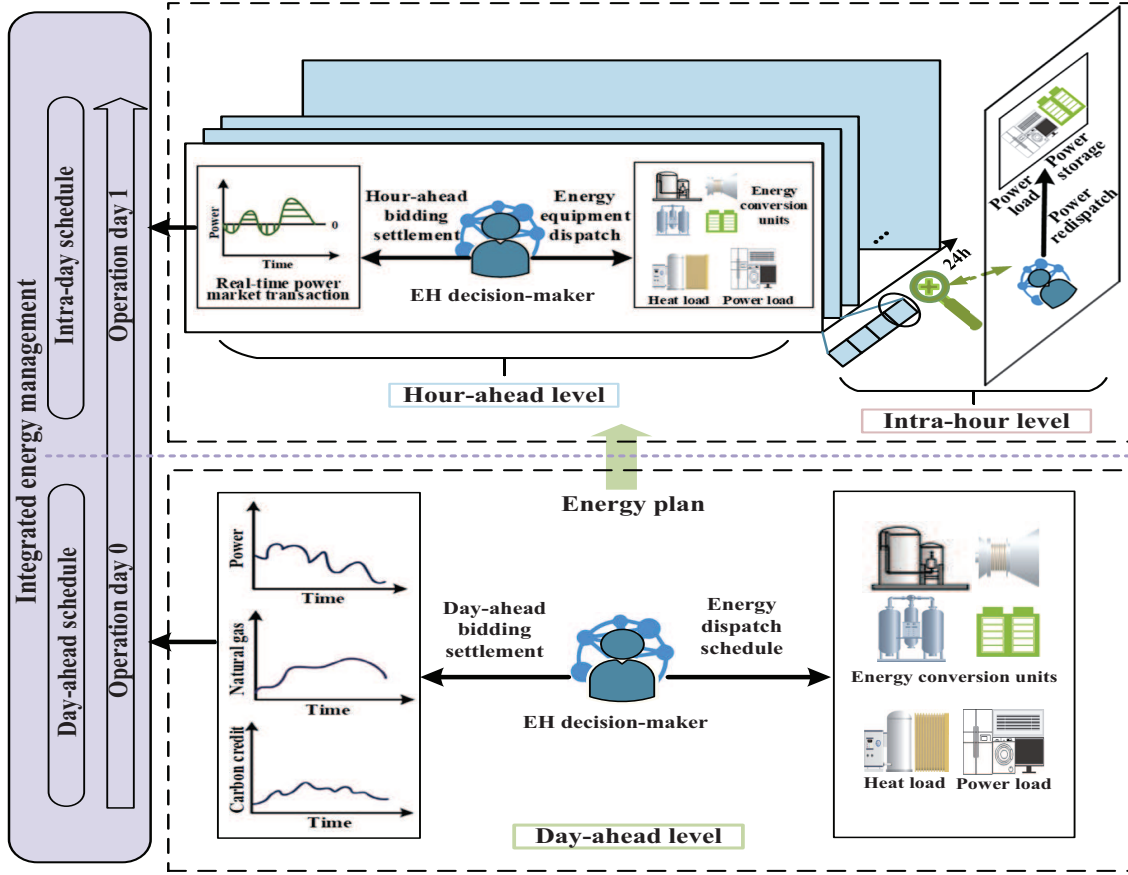 Integrated energy management
Intra-day schedule
Operation day 1
Day-ahead schedule
Operation day 0
Power
0
Time
Real-time power
market transaction
Hour-ahead
bidding
settlement
EH decision-maker
Energy
equipment
dispatch
Energy
conversion
units
Heat load
Power load
...
24h
Power
load
Power
storage
Power
redispatch
Hour-ahead level
Intra-hour level
Energy plan
Power
Time
Natural gas
Time
Carbon credit
Time
Day-ahead
bidding
settlement
EH decision-maker
Energy
dispatch
schedule
Energy conversion units
Heat load
Power load
Day-ahead level